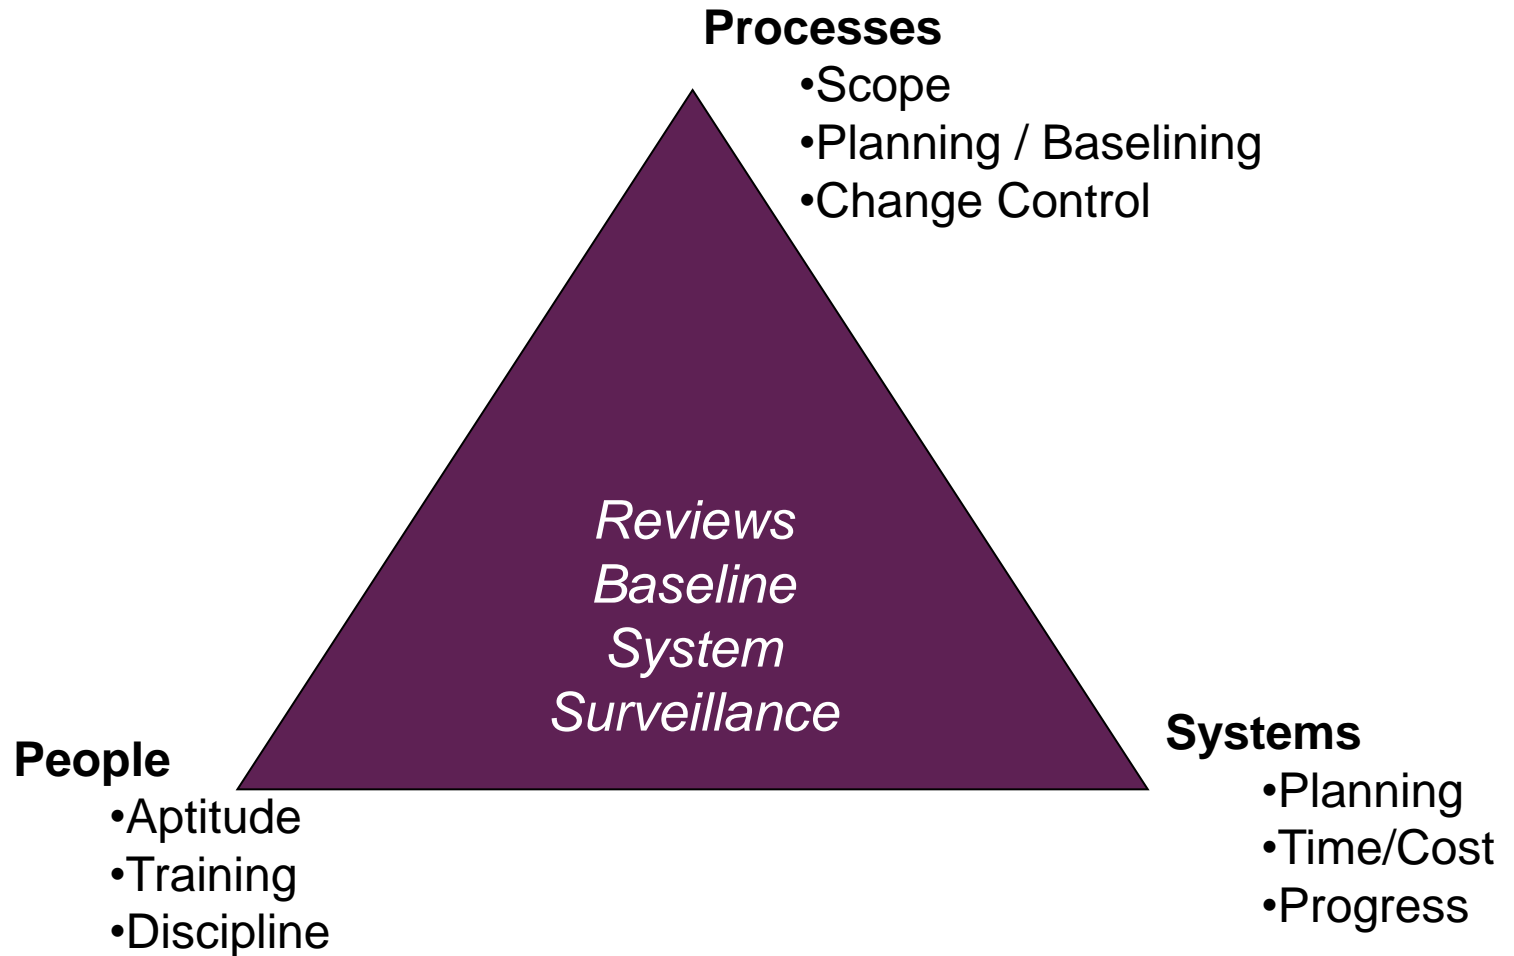 Processes
•Scope
•Planning / Baselining
•Change Control
Reviews
Baseline
System
Surveillance
People
•Aptitude
•Training
•Discipline
Systems
•Planning
•Time/Cost
•Progress